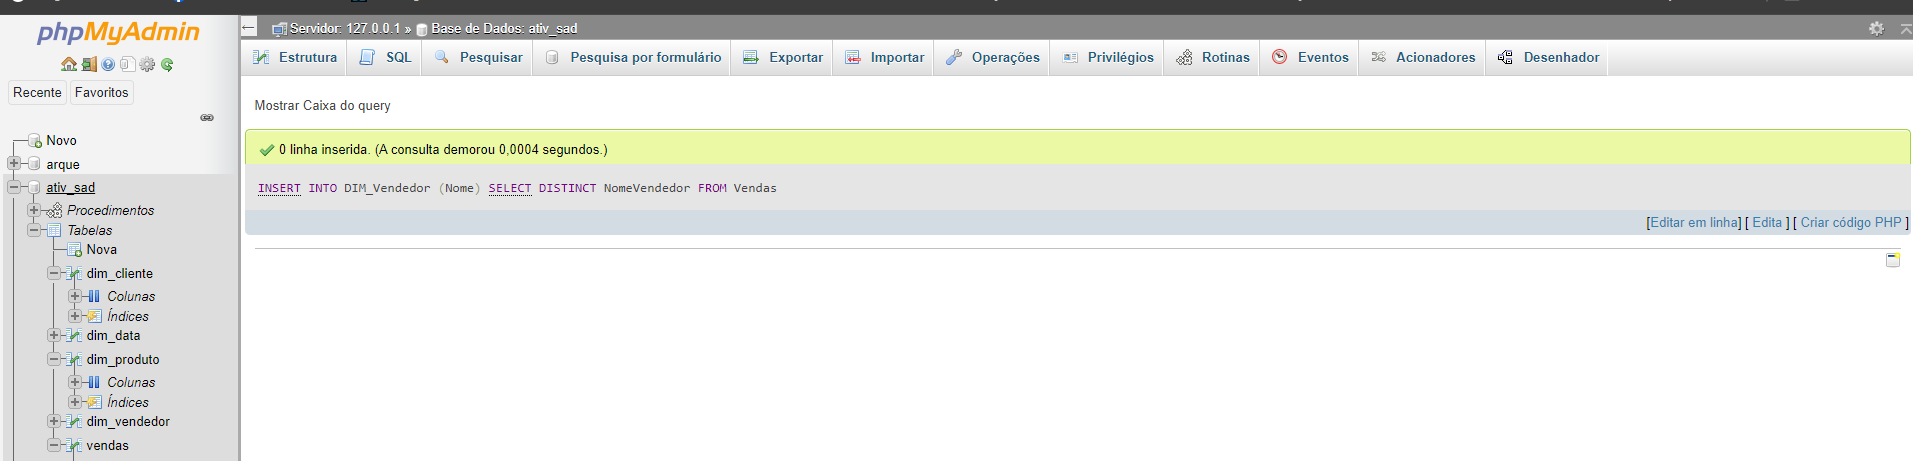 phpMyAdmin
Recente Favoritos
Novo
arque
ativ_sad
Procedimentos
Tabelas
Nova
dim_cliente
Colunas
Índices
dim_data
dim_produto
Colunas
Índices
dim_vendedor
vendas
Servidor: 127.0.0.1 » Base de Dados: ativ_sad
Estrutura SQL Pesquisar Pesquisa por formulário Exportar Importar Operações Privilégios Rotinas Eventos Acionadores Desenhador
Mostrar Caixa do query
0 linha inserida. (A consulta demorou 0,0004 segundos.)
INSERT INTO DIM_Vendedor (Nome) SELECT DISTINCT NomeVendedor FROM Vendas
[Editar em linha] [ Edita ] [ Criar código PHP ]